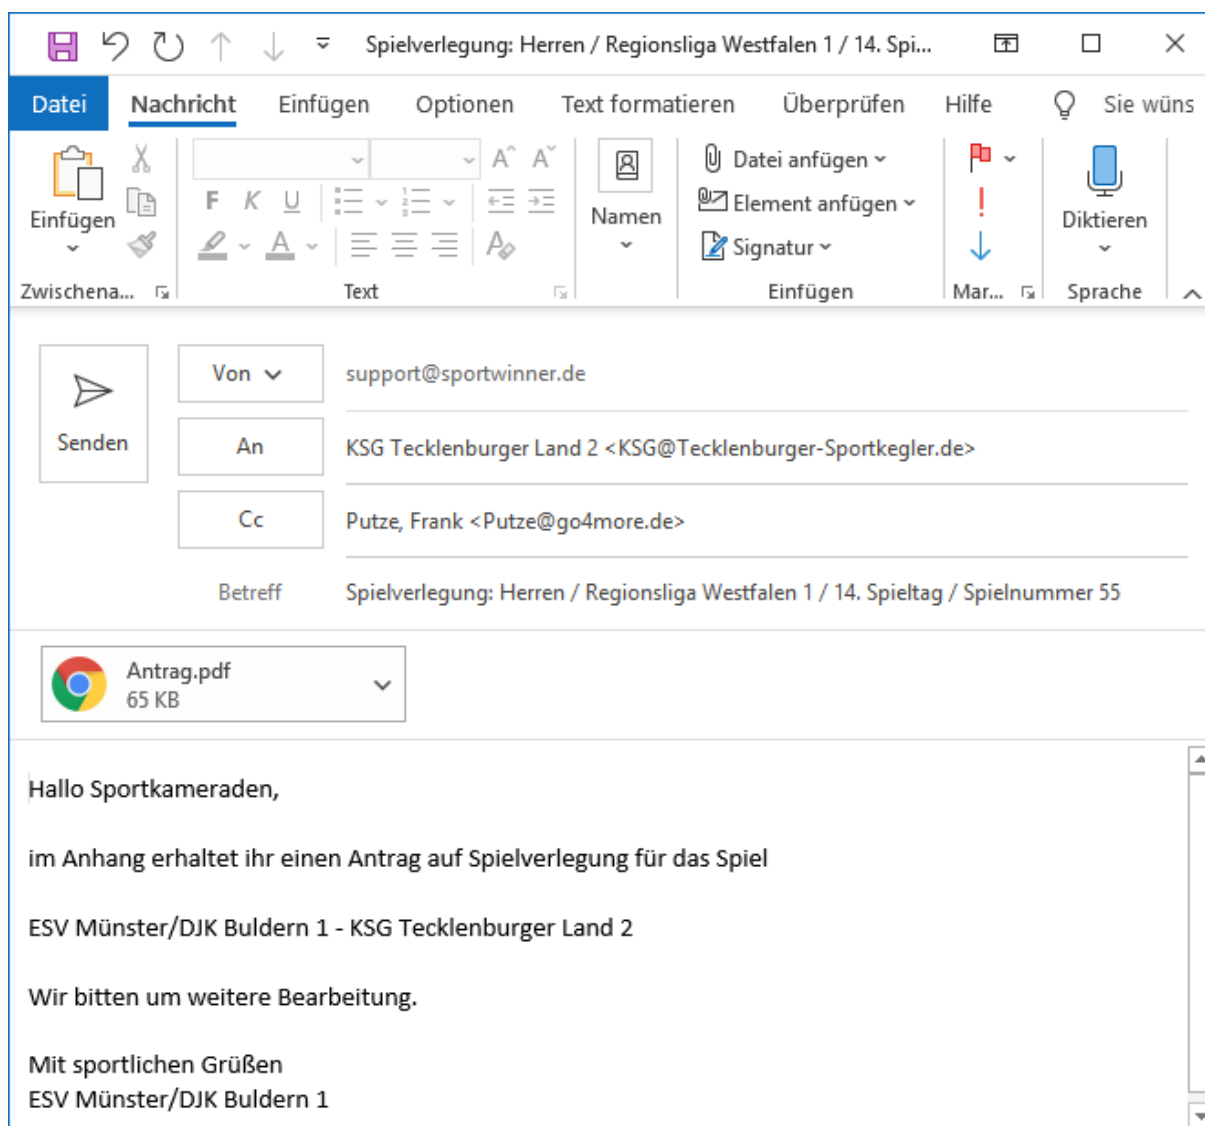 Spielverlegung: Herren / Regionsliga Westfalen 1 / 14. Spi...
Datei Nachricht Einfügen Optionen Text formatieren Überprüfen Hilfe Sie wüns
Einfügen
F K U
A
Namen
Datei anfügen
Element anfügen
Signatur
Diktieren
Zwischena... Text Einfügen Mar... Sprache
Senden
Von support@sportwinner.de
An KSG Tecklenburger Land 2 <KSG@Tecklenburger-Sportkegler.de>
Cc Putze, Frank <Putze@go4more.de>
Betreff Spielverlegung: Herren / Regionsliga Westfalen 1 / 14. Spieltag / Spielnummer 55
Antrag.pdf
65 KB
Hallo Sportkameraden,
im Anhang erhaltet ihr einen Antrag auf Spielverlegung für das Spiel
ESV Münster/DJK Buldern 1 - KSG Tecklenburger Land 2
Wir bitten um weitere Bearbeitung.
Mit sportlichen Grüßen
ESV Münster/DJK Buldern 1